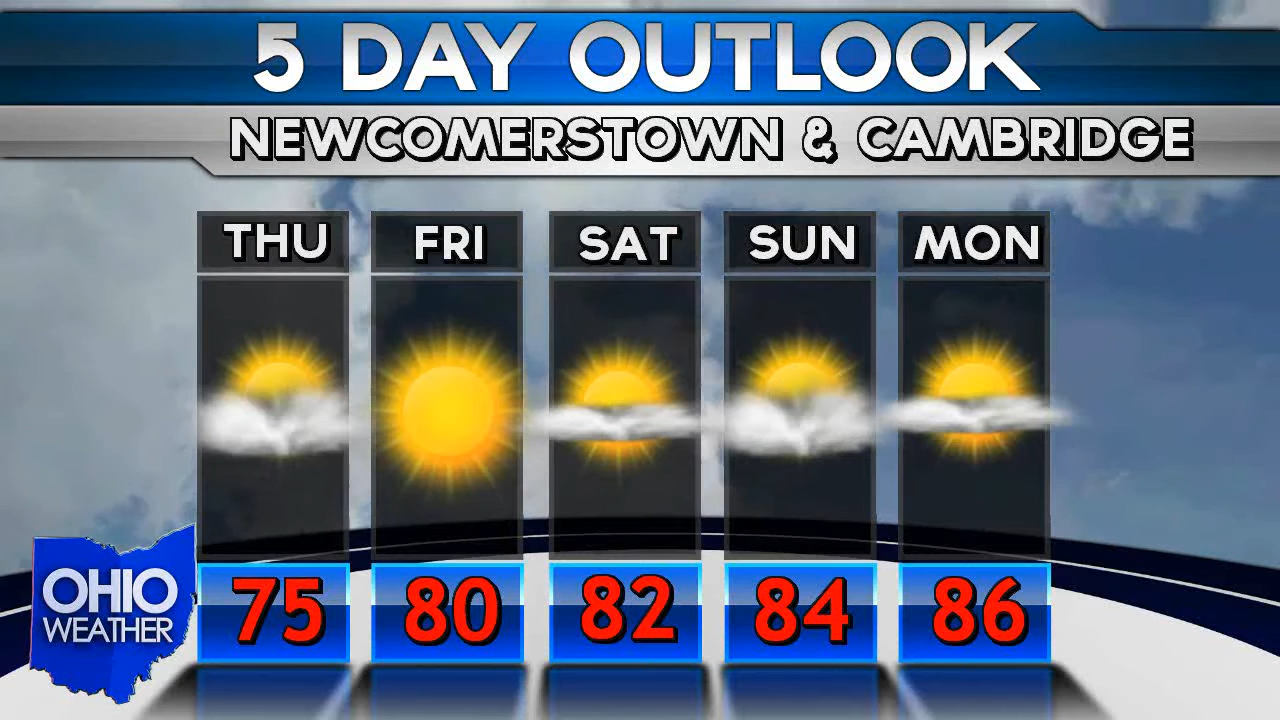 5 DAY OUTLOOK
NEWCOMERSTOWN & CAMBRIDGE
THU FRI SAT SUN MON
75 80 82 84 86
OHIO
WEATHER